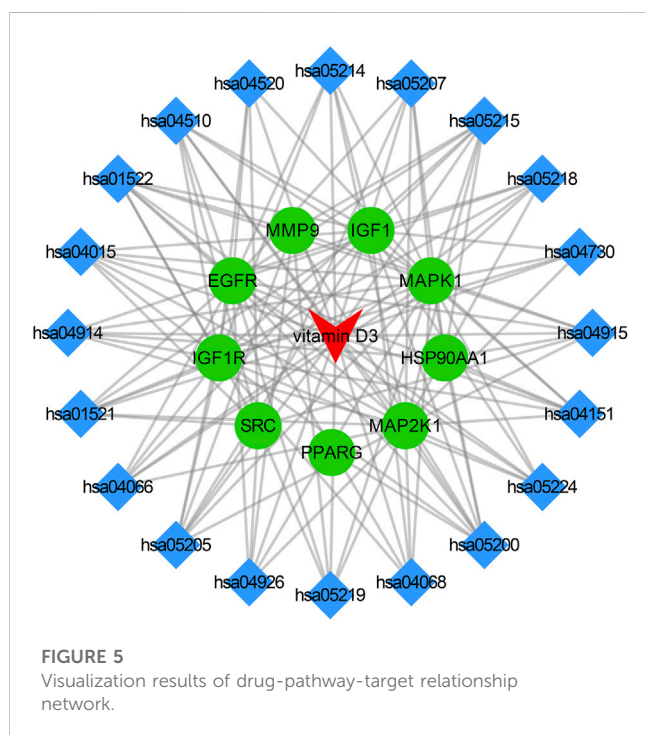 hsa05214
hsa04520
hsa05207
hsa04510
hsa05215
hsa01522
hsa05218
MMP9
IGF1
hsa04015
hsa04730
EGFR
MAPK1
hsa04914
vitamin D3
hsa04915
IGF1R
HSP90AA1
hsa01521
hsa04151
SRC
MAP2K1
PPARG
hsa04066
hsa05224
hsa05205
hsa05200
hsa04926
hsa05219
hsa04068
FIGURE 5
Visualization results of drug-pathway-target relationship
network.